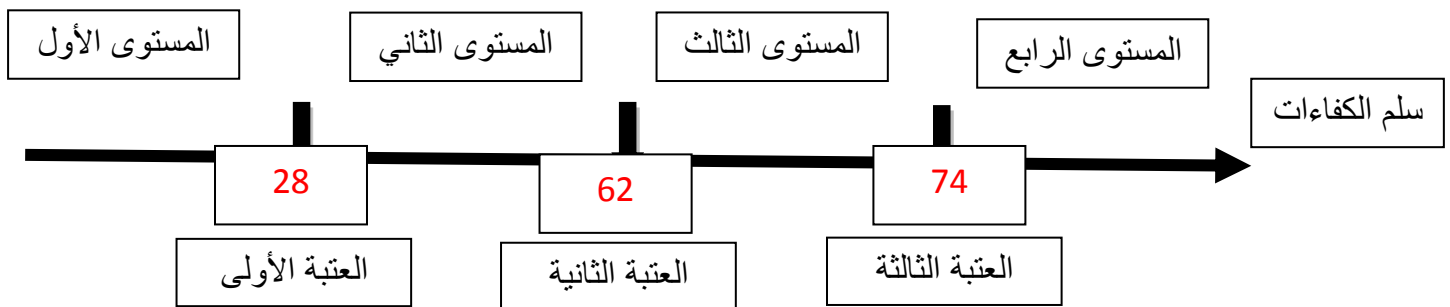 المستوى الأول
المستوى الثاني
المستوى الثالث
المستوى الرابع
سلم الكفاءات
28
62
74
العتبة الأولى
العتبة الثانية
العتبة الثالثة